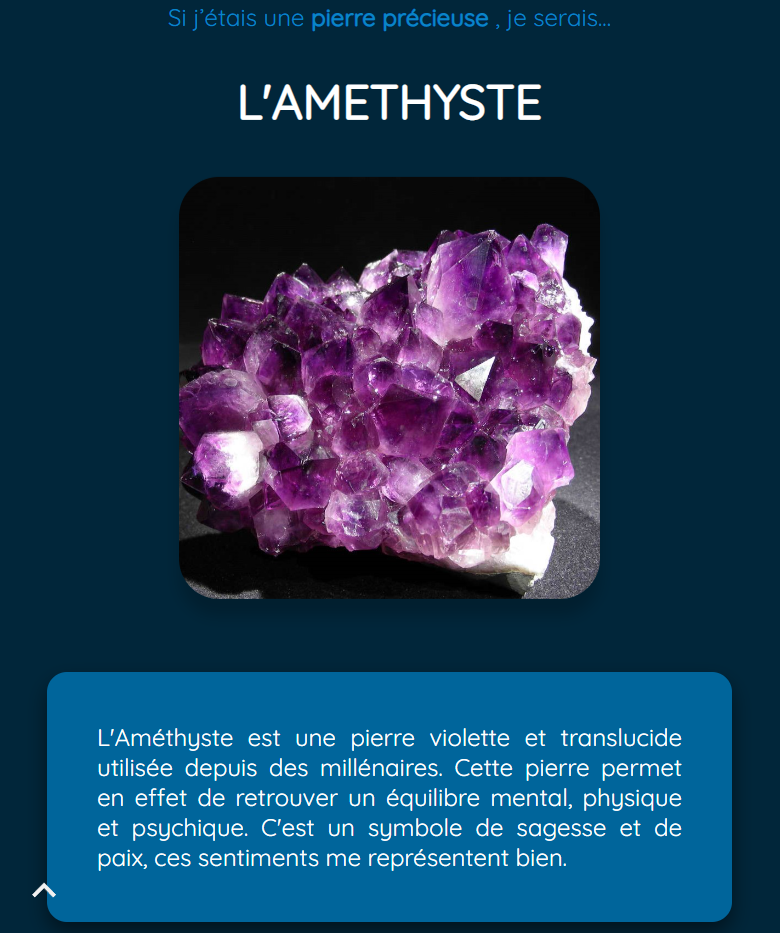 Si j’étais une pierre précieuse , je serais...
L'AMETHYSTE
L'Améthyste est une pierre violette et translucide
utilisée depuis des millénaires. Cette pierre permet
en effet de retrouver un équilibre mental, physique
et psychique. C'est un symbole de sagesse et de
paix, ces sentiments me représentent bien.